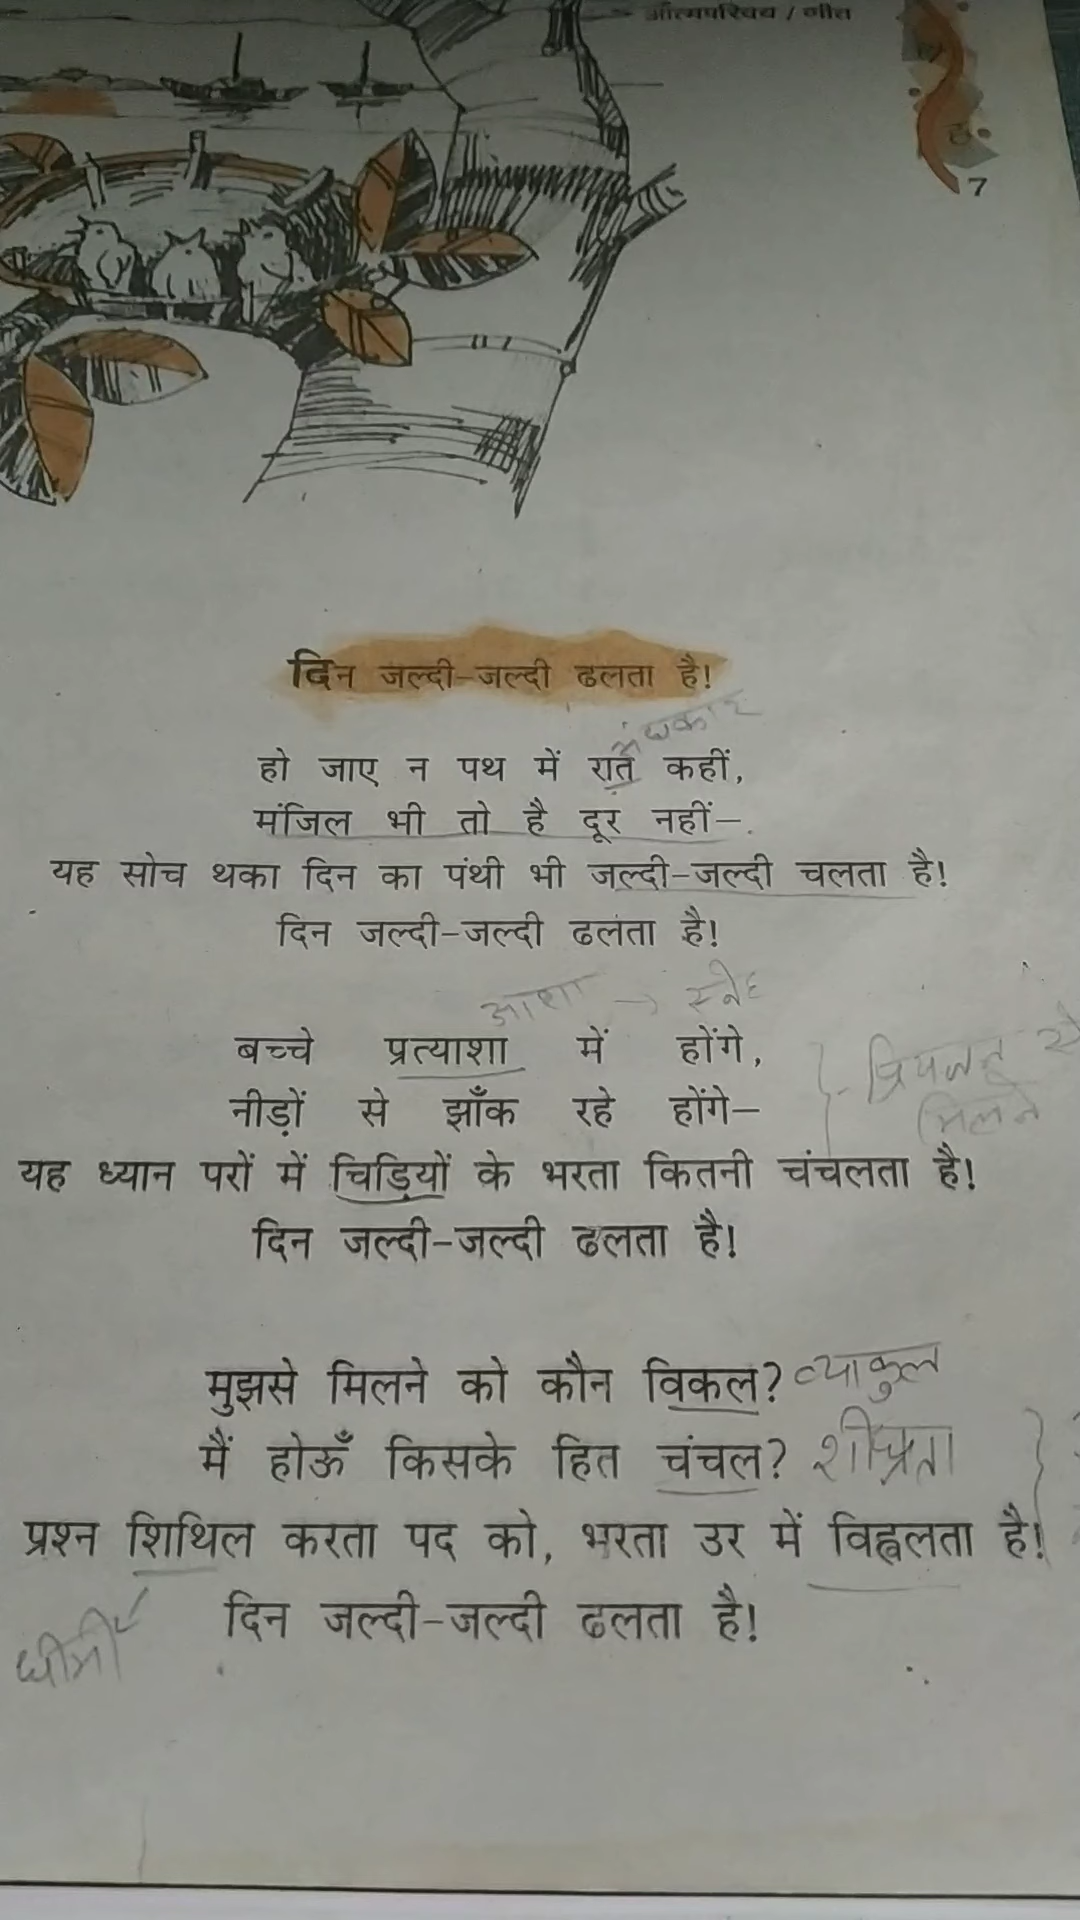 आत्मपरिचय / गीत
7
दिन जल्दी-जल्दी ढलता है!
अंधकार
हो जाए न पथ में रात कहीं,
मंजिल भी तो है दूर नहीं-
यह सोच थका दिन का पंथी भी जल्दी-जल्दी चलता है!
दिन जल्दी-जल्दी ढलता है!
आशा → स्नेह
बच्चे प्रत्याशा में होंगे,
प्रियजन से
नीड़ों से झाँक रहे होंगे-
मिलने
यह ध्यान परों में चिड़ियों के भरता कितनी चंचलता है!
दिन जल्दी-जल्दी ढलता है!
मुझसे मिलने को कौन विकल? व्याकुल
मैं होऊँ किसके हित चंचल? शीघ्रता
प्रश्न शिथिल करता पद को, भरता उर में विह्वलता है!
दिन जल्दी-जल्दी ढलता है!
धीमी